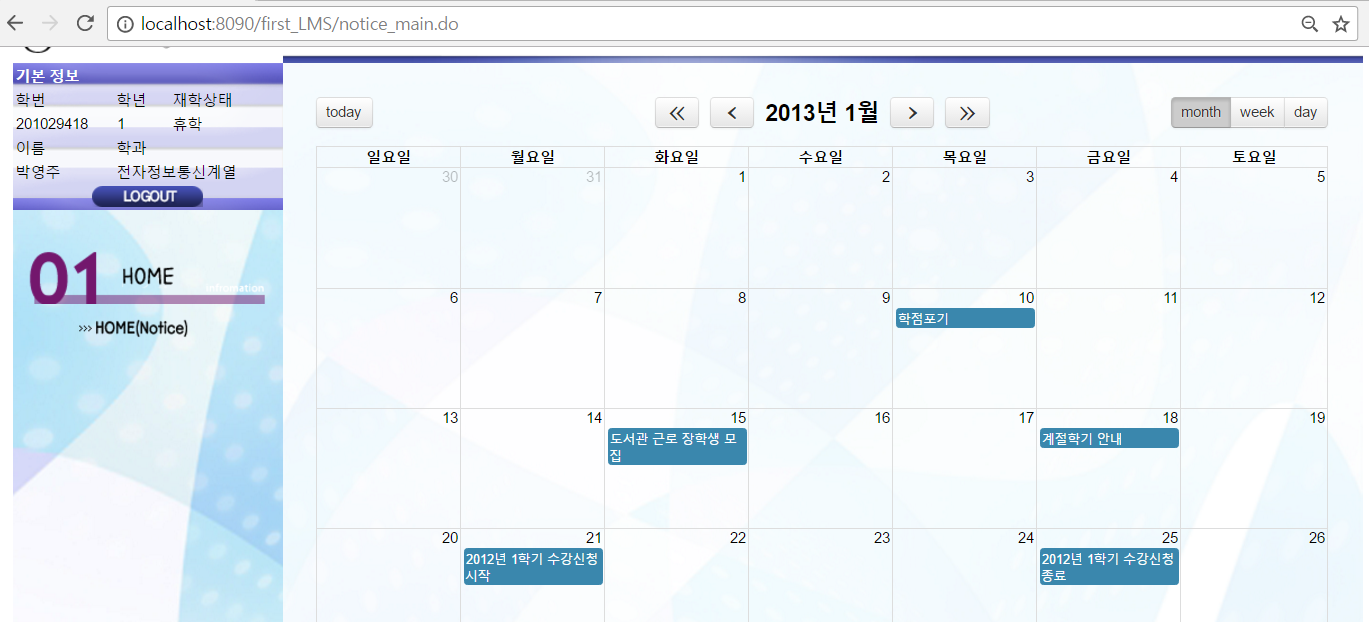 localhost:8090/first_LMS/notice_main.do
기본 정보
학번 학년 재학상태
201029418 1 휴학
이름 학과
박영주 전자정보통신계열
LOGOUT
01 HOME
Infromation
>>> HOME(Notice)
today « < 2013년 1월 > » month week day
일요일 월요일 화요일 수요일 목요일 금요일 토요일
30 31 1 2 3 4 5
6 7 8 9 10 11 12
학점포기
13 14 15 16 17 18 19
도서관 근로 장학생 모
집
계절학기 안내
20 21 22 23 24 25 26
2012년 1학기 수강신청
시작
2012년 1학기 수강신청
종료